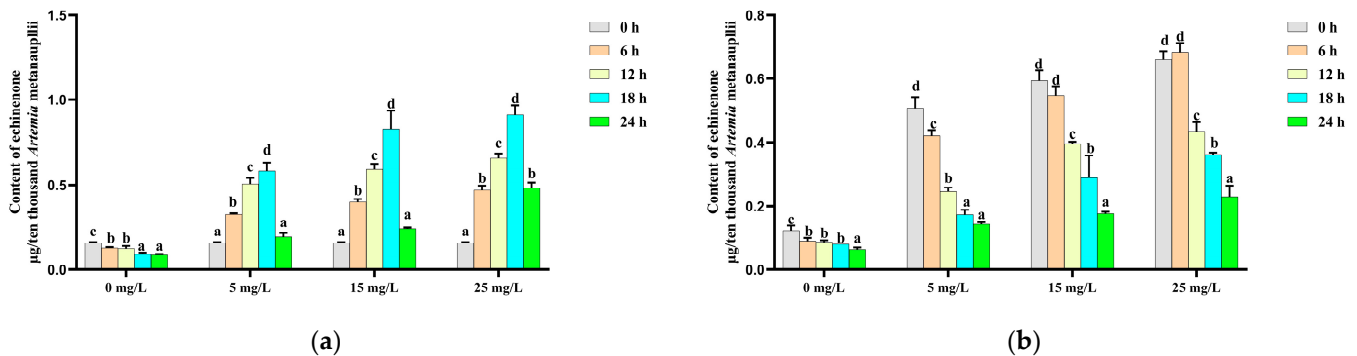 Content of echinenone
μg/ten thousand Artemia metanauplii
1.5
1.0
0.5
0.0
c b b a a
a b c d a
a b c d a
a b c d b
0 mg/L 5 mg/L 15 mg/L 25 mg/L
0 h
6 h
12 h
18 h
24 h
(a)
Content of echinenone
μg/ten thousand Artemia metanauplii
0.8
0.6
0.4
0.2
0.0
c b b b a
d c b a a
d d c b a
d d c b a
0 mg/L 5 mg/L 15 mg/L 25 mg/L
0 h
6 h
12 h
18 h
24 h
(b)